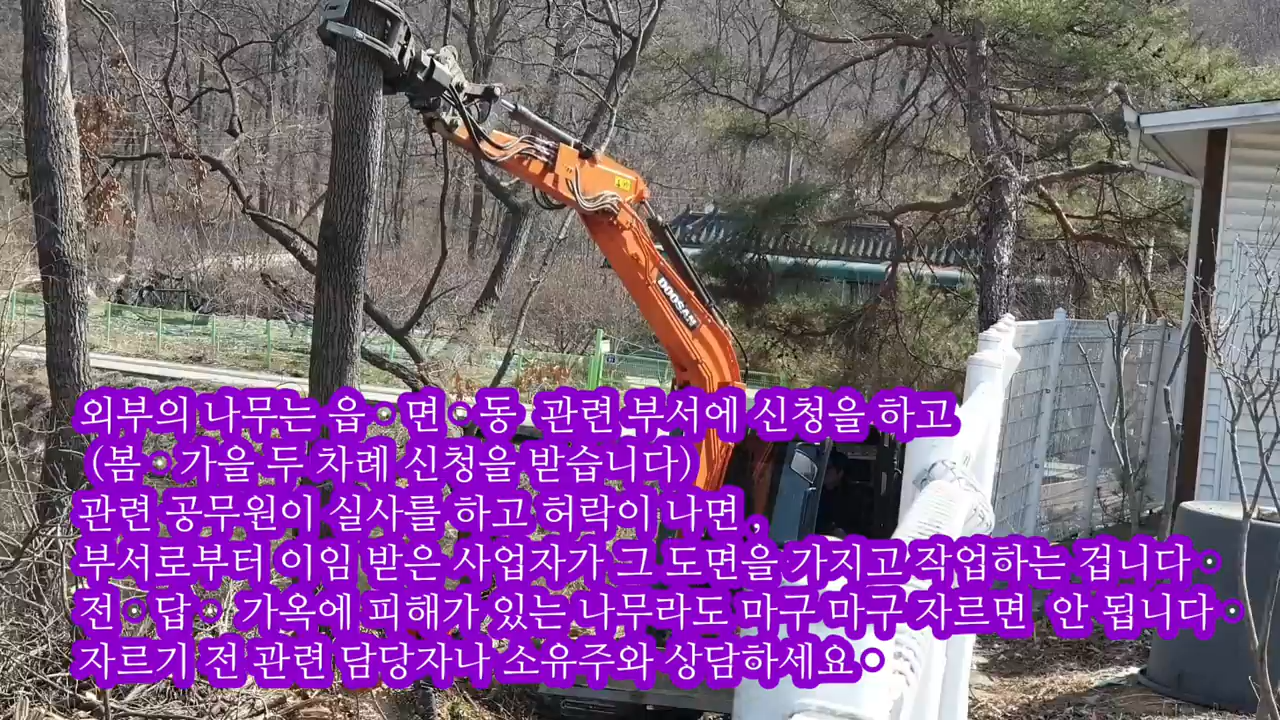 DOOSAN
외부의 나무는 읍•면•동 관련 부서에 신청을 하고
(봄•가을 두 차례 신청을 받습니다)
관련 공무원이 실사를 하고 허락이 나면 ,
부서로부터 이임 받은 사업자가 그 도면을 가지고 작업하는 겁니다•
전•답• 가옥에 피해가 있는 나무라도 마구 마구 자르면 안 됩니다•
자르기 전 관련 담당자나 소유주와 상담하세요•